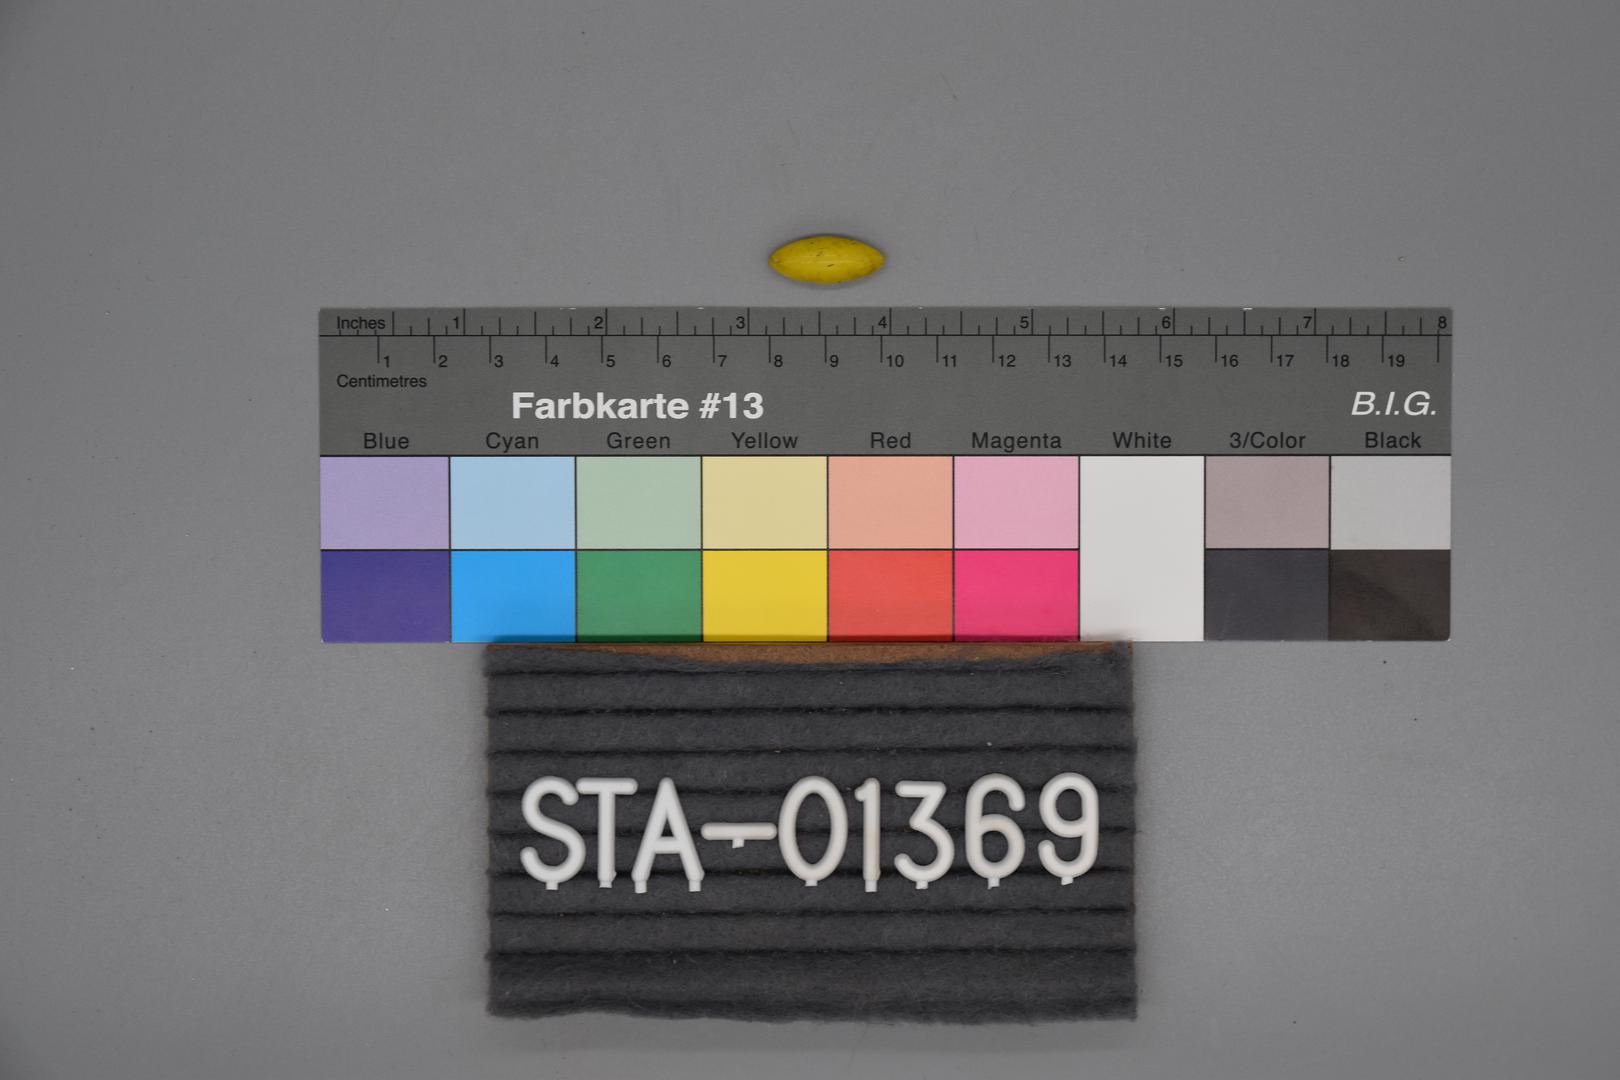 Inches 1 2 3 4 5 6 7 8
1 2 3 4 5 6 7 8 9 10 11 12 13 14 15 16 17 18 19
Centimetres
Farbkarte #13 B.I.G.
Blue Cyan Green Yellow Red Magenta White 3/Color Black
STA-01369